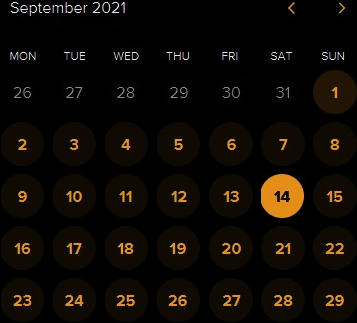 September 2021
MON TUE WED THU FRI SAT SUN
26 27 28 29 30 31 1
2 3 4 5 6 7 8
9 10 11 12 13 14 15
16 17 18 19 20 21 22
23 24 25 26 27 28 29